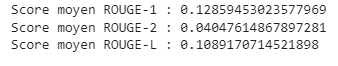 Score moyen ROUGE-1 : 0.12859453023577969
Score moyen ROUGE-2 : 0.04047614867897281
Score moyen ROUGE-L : 0.1089170714521898